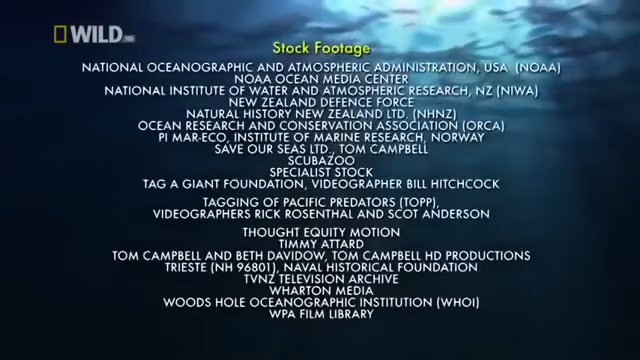 WILD HD
Stock Footage
NATIONAL OCEANOGRAPHIC AND ATMOSPHERIC ADMINISTRATION, USA (NOAA)
NOAA OCEAN MEDIA CENTER
NATIONAL INSTITUTE OF WATER AND ATMOSPHERIC RESEARCH, NZ (NIWA)
NEW ZEALAND DEFENCE FORCE
NATURAL HISTORY NEW ZEALAND LTD. (NHNZ)
OCEAN RESEARCH AND CONSERVATION ASSOCIATION (ORCA)
PI MAR-ECO, INSTITUTE OF MARINE RESEARCH, NORWAY
SAVE OUR SEAS LTD., TOM CAMPBELL
SCUBAZOO
SPECIALIST STOCK
TAG A GIANT FOUNDATION, VIDEOGRAPHER BILL HITCHCOCK
TAGGING OF PACIFIC PREDATORS (TOPP),
VIDEOGRAPHERS RICK ROSENTHAL AND SCOT ANDERSON
THOUGHT EQUITY MOTION
TIMMY ATTARD
TOM CAMPBELL AND BETH DAVIDOW, TOM CAMPBELL HD PRODUCTIONS
TRIESTE (NH 96801), NAVAL HISTORICAL FOUNDATION
TVNZ TELEVISION ARCHIVE
WHARTON MEDIA
WOODS HOLE OCEANOGRAPHIC INSTITUTION (WHOI)
WPA FILM LIBRARY